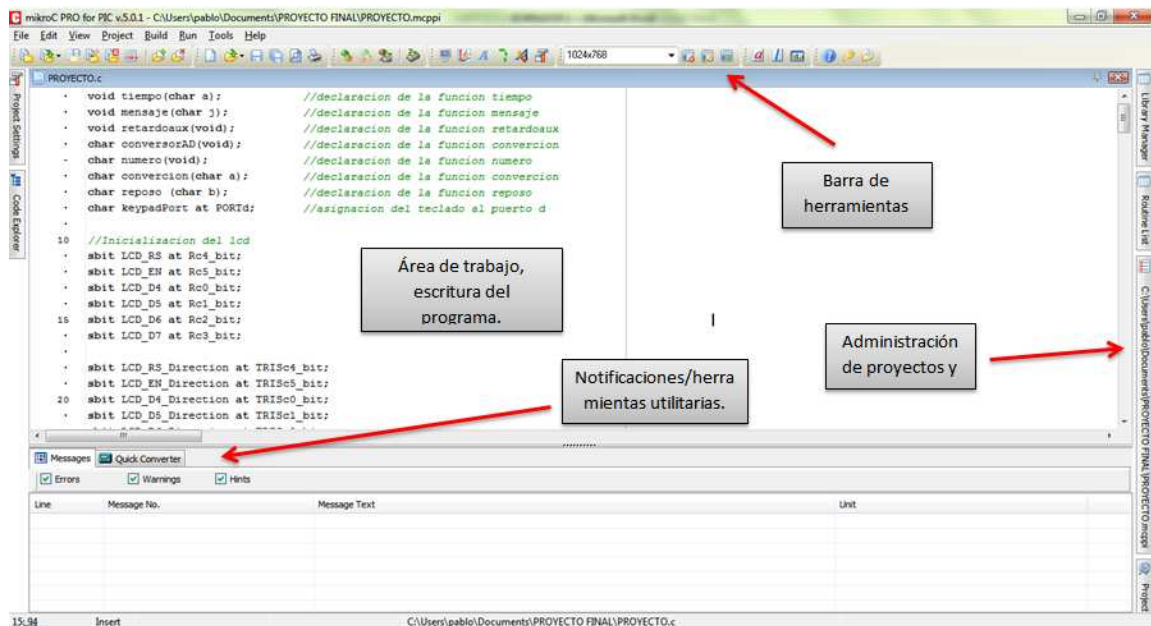 mikroC PRO for PIC v.5.0.1 - C:\Users\pablo\Documents\PROYECTO FINAL\PROYECTO.mcppi
File Edit View Project Build Run Tools Help
1024x768
PROYECTO.c
void tiempo(char a); //declaracion de la funcion tiempo
void mensaje(char j); //declaracion de la funcion mensaje
void retardoaux(void); //declaracion de la funcion retardoaux
char conversorAD(void); //declaracion de la funcion convercion
char numero(void); //declaracion de la funcion numero
char convercion(char a); //declaracion de la funcion convercion
char reposo (char b); //declaracion de la funcion reposo
char keypadPort at PORTd; //asignacion del teclado al puerto d
10 //Inicializacion del lcd
sbit LCD_RS at Rc4_bit;
sbit LCD_EN at Rc5_bit;
sbit LCD_D4 at Rc0_bit;
sbit LCD_D5 at Rc1_bit;
15 sbit LCD_D6 at Rc2_bit;
sbit LCD_D7 at Rc3_bit;
sbit LCD_RS_Direction at TRISc4_bit;
sbit LCD_EN_Direction at TRISc5_bit;
20 sbit LCD_D4_Direction at TRISc0_bit;
sbit LCD_D5_Direction at TRISc1_bit;
Barra de
herramientas
Área de trabajo,
escritura del
programa.
Administración
de proyectos y
Notificaciones/herra
mientas utilitarias.
Project Settings
Code Explorer
Library Manager
Routine List
C:\Users\pablo\Documents\PROYECTO FINAL\PROYECTO.mcppi
Project
Messages Quick Converter
Errors Warnings Hints
Line Message No. Message Text Unit
15: 94 Insert C:\Users\pablo\Documents\PROYECTO FINAL\PROYECTO.c